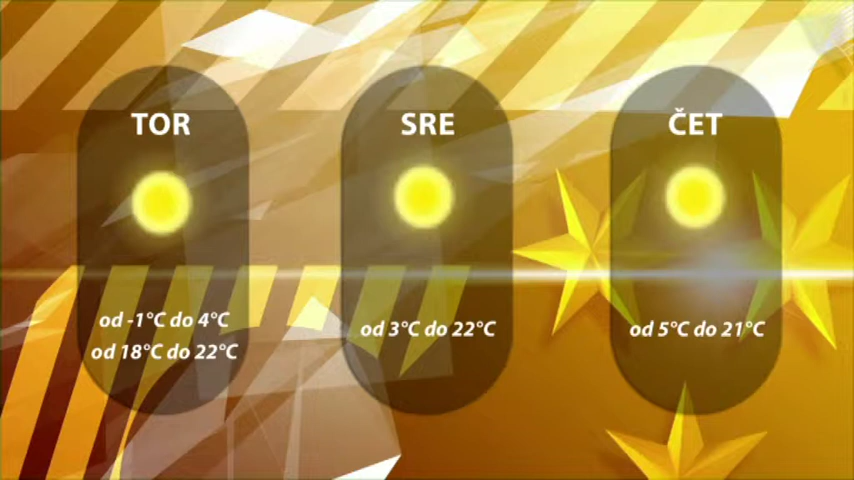 TOR
od -1°C do 4°C
od 18°C do 22°C
SRE
od 3°C do 22°C
ČET
od 5°C do 21°C